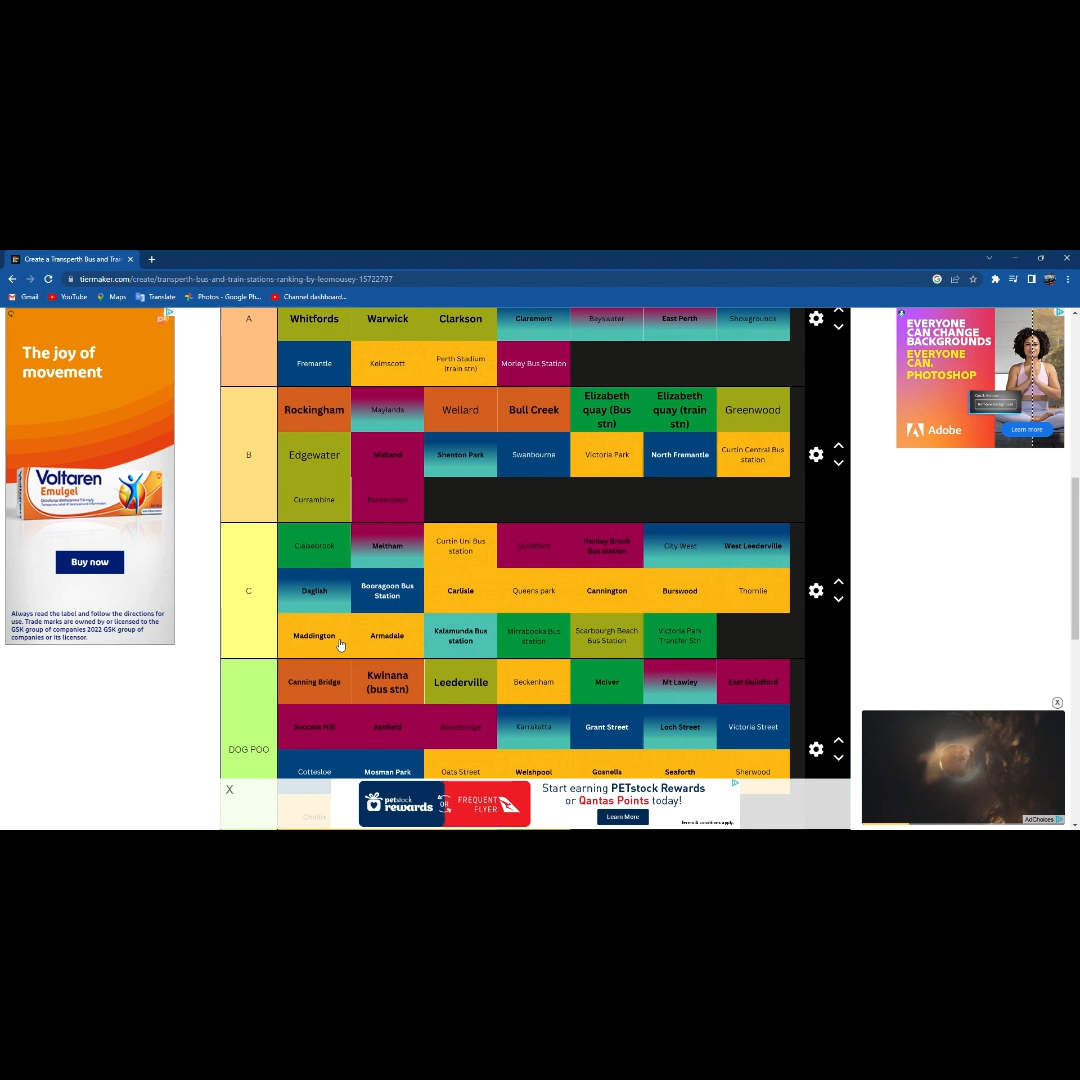 Create a Transperth Bus and Train
tiermaker.com/create/transperth-bus-and-train-stations-ranking-by-leomousey-15722797
Gmail
YouTube
Maps
Translate
Photos - Google Ph...
Channel dashboard...
The joy of
movement
Voltaren
Emulgel
Buy now
Always read the label and follow the directions for
use. Trade marks are owned by or licensed to the
GSK group of companies 2022 GSK group of
companies or its licensor.
A
Whitfords
Warwick
Clarkson
Claremont
Bayswater
East Perth
Showgrounds
Fremantle
Kelmscott
Perth Stadium
(train stn)
Morley Bus Station
B
Rockingham
Maylands
Wellard
Bull Creek
Elizabeth
quay (Bus
stn)
Elizabeth
quay (train
stn)
Greenwood
Edgewater
Midland
Shenton Park
Swanbourne
Victoria Park
North Fremantle
Curtin Central Bus
station
Currambine
C
Claisebrook
Meltham
Curtin Uni Bus
station
Guildford
Henley Brook
Bus station
City West
West Leederville
Daglish
Booragoon Bus
Station
Carlisle
Queens park
Cannington
Burswood
Thornlie
Maddington
Armadale
Kalamunda Bus
station
Mirrabooka Bus
station
Scarbourgh Beach
Bus Station
Victoria Park
Transfer Stn
DOG POO
Canning Bridge
Kwinana
(bus stn)
Leederville
Beckenham
McIver
Mt Lawley
East Guildford
Success Hill
Ashfield
Woodbridge
Karrakatta
Grant Street
Loch Street
Victoria Street
Cottesloe
Mosman Park
Oats Street
Welshpool
Gosnells
Seaforth
Sherwood
Challis
X
petstock
rewards
OR
FREQUENT
FLYER
Start earning PETstock Rewards
or Qantas Points today!
Learn More
Terms & conditions apply.
EVERYONE
CAN CHANGE
BACKGROUNDS
EVERYONE
CAN.
PHOTOSHOP
Adobe
Learn more
X
AdChoices